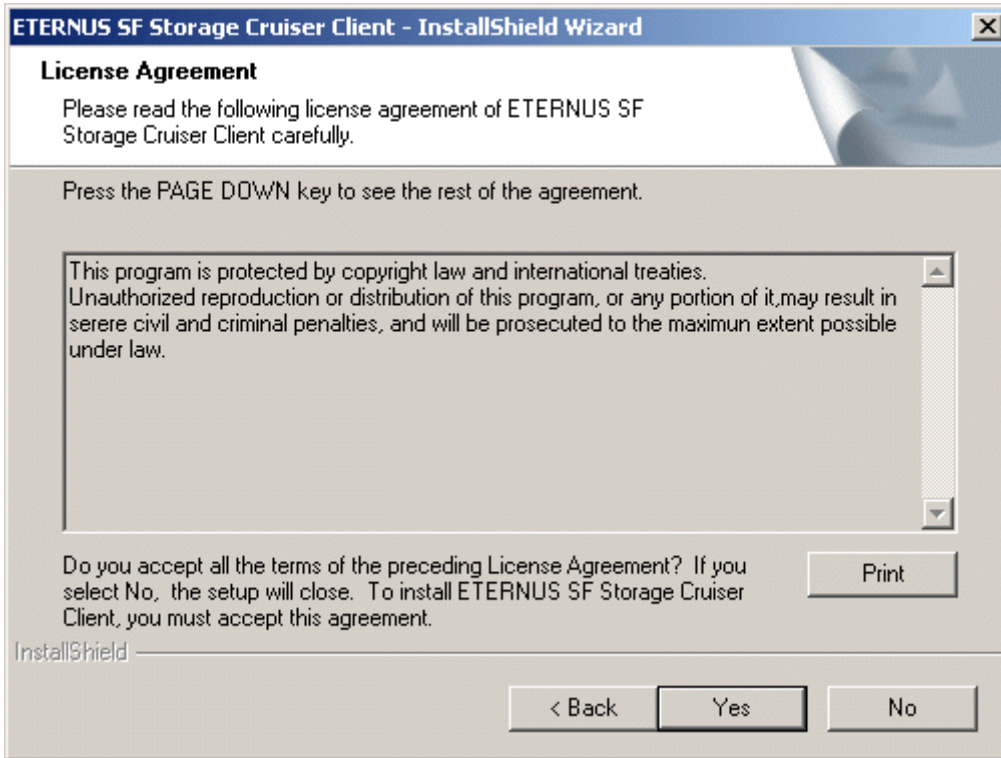 ETERNUS SF Storage Cruiser Client - InstallShield Wizard
License Agreement
Please read the following license agreement of ETERNUS SF
Storage Cruiser Client carefully.
Press the PAGE DOWN key to see the rest of the agreement.
This program is protected by copyright law and international treaties.
Unauthorized reproduction or distribution of this program, or any portion of it,may result in
serere civil and criminal penalties, and will be prosecuted to the maximun extent possible
under law.
Do you accept all the terms of the preceding License Agreement? If you
select No, the setup will close. To install ETERNUS SF Storage Cruiser
Client, you must accept this agreement.
Print
InstallShield
< Back
Yes
No